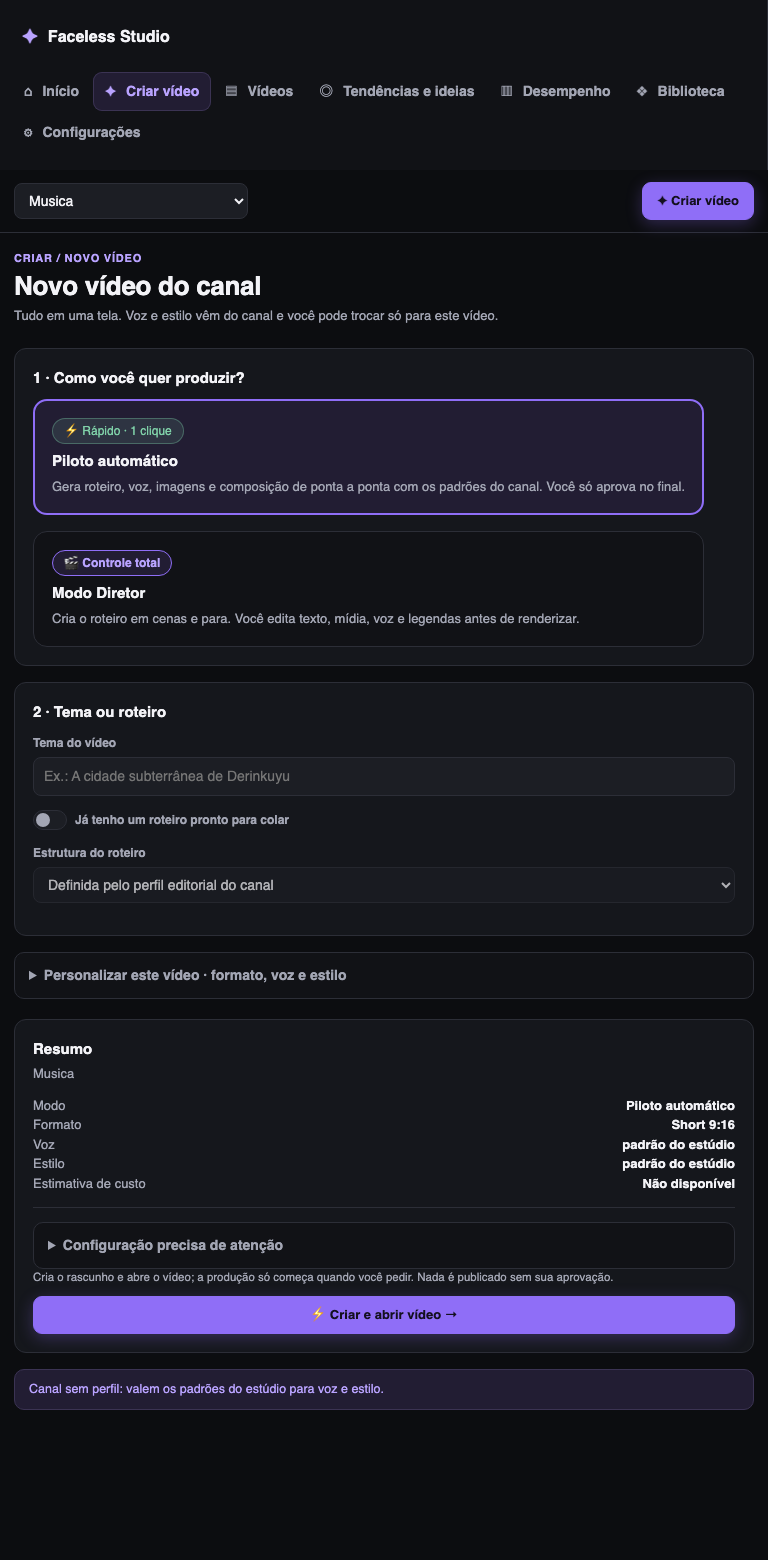 Faceless Studio
Início
Criar vídeo
Vídeos
Tendências e ideias
Desempenho
Biblioteca
Configurações
Musica
✦ Criar vídeo
CRIAR / NOVO VÍDEO
Novo vídeo do canal
Tudo em uma tela. Voz e estilo vêm do canal e você pode trocar só para este vídeo.
1 · Como você quer produzir?
⚡ Rápido · 1 clique
Piloto automático
Gera roteiro, voz, imagens e composição de ponta a ponta com os padrões do canal. Você só aprova no final.
🎬 Controle total
Modo Diretor
Cria o roteiro em cenas e para. Você edita texto, mídia, voz e legendas antes de renderizar.
2 · Tema ou roteiro
Tema do vídeo
Ex.: A cidade subterrânea de Derinkuyu
Já tenho um roteiro pronto para colar
Estrutura do roteiro
Definida pelo perfil editorial do canal
Personalizar este vídeo · formato, voz e estilo
Resumo
Musica
Modo Piloto automático
Formato Short 9:16
Voz padrão do estúdio
Estilo padrão do estúdio
Estimativa de custo Não disponível
Configuração precisa de atenção
Cria o rascunho e abre o vídeo; a produção só começa quando você pedir. Nada é publicado sem sua aprovação.
⚡ Criar e abrir vídeo →
Canal sem perfil: valem os padrões do estúdio para voz e estilo.